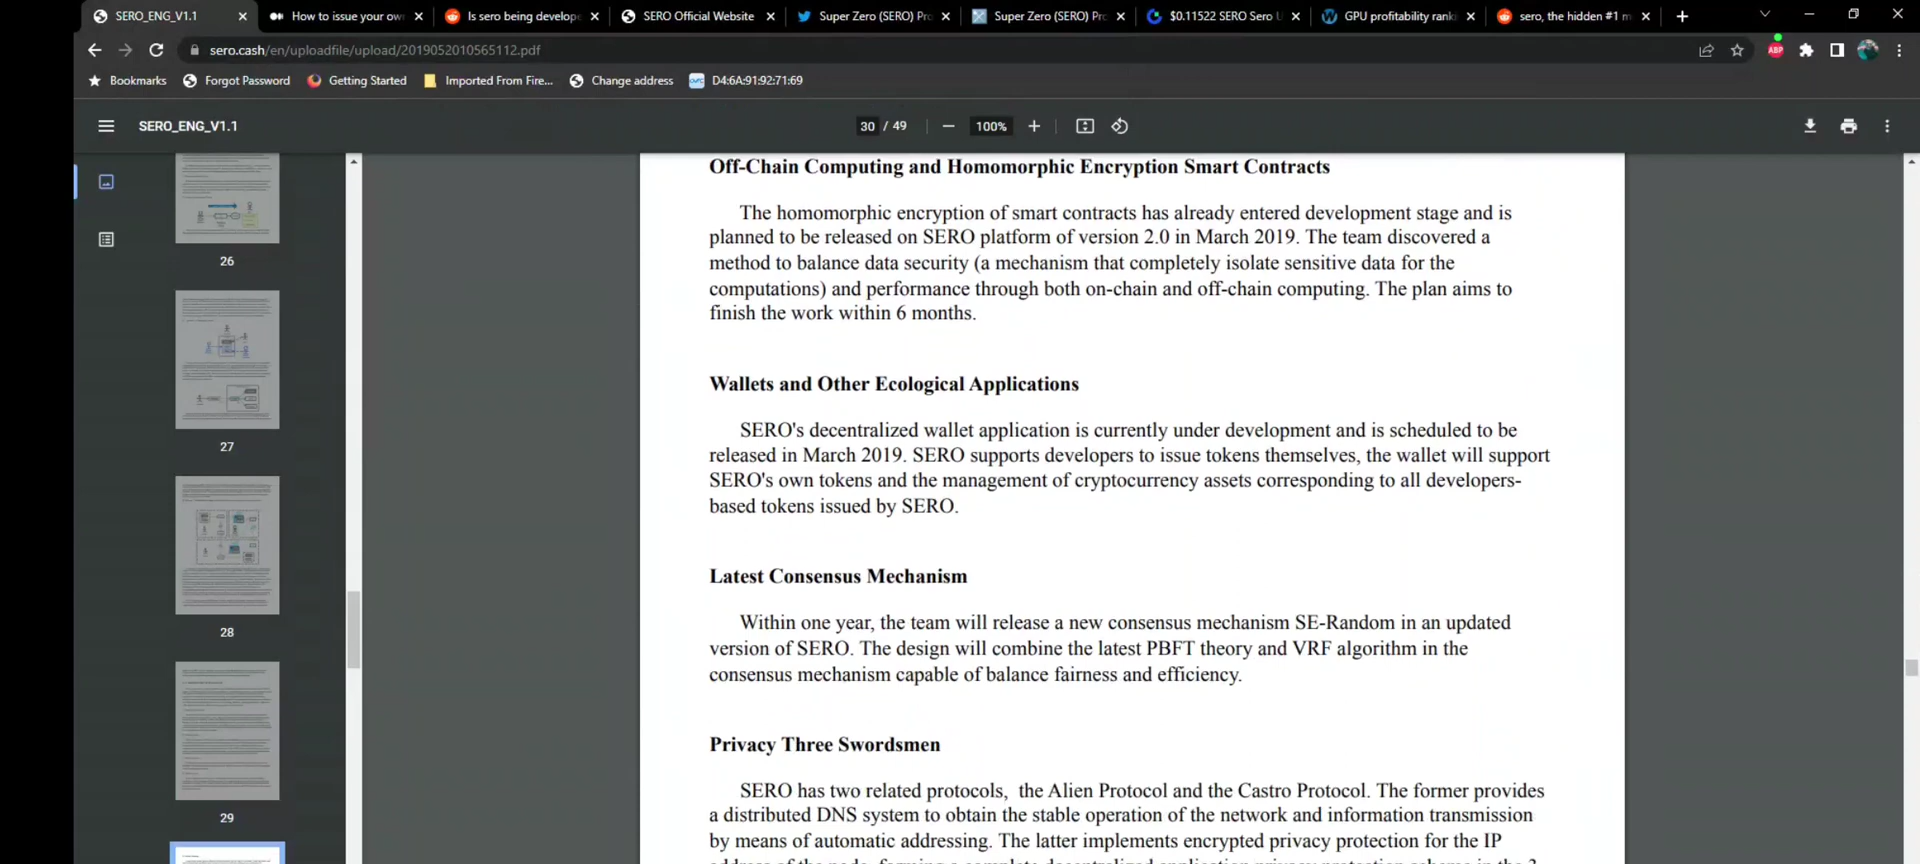 SERO_ENG_V1.1
How to issue your ow
Is sero being develope
SERO Official Website
Super Zero (SERO) Pr
Super Zero (SERO) Pr
$0.11522 SERO Sero U
GPU profitability rank
sero, the hidden #1 m
sero.cash/en/uploadfile/upload/2019052010565112.pdf
ABP
Bookmarks
Forgot Password
Getting Started
Imported From Fire...
Change address
D4:6A:91:92:71:69
SERO_ENG_V1.1
30 / 49
100%
26
27
28
29
Off-Chain Computing and Homomorphic Encryption Smart Contracts
The homomorphic encryption of smart contracts has already entered development stage and is
planned to be released on SERO platform of version 2.0 in March 2019. The team discovered a
method to balance data security (a mechanism that completely isolate sensitive data for the
computations) and performance through both on-chain and off-chain computing. The plan aims to
finish the work within 6 months.
Wallets and Other Ecological Applications
SERO's decentralized wallet application is currently under development and is scheduled to be
released in March 2019. SERO supports developers to issue tokens themselves, the wallet will support
SERO's own tokens and the management of cryptocurrency assets corresponding to all developers-
based tokens issued by SERO.
Latest Consensus Mechanism
Within one year, the team will release a new consensus mechanism SE-Random in an updated
version of SERO. The design will combine the latest PBFT theory and VRF algorithm in the
consensus mechanism capable of balance fairness and efficiency.
Privacy Three Swordsmen
SERO has two related protocols, the Alien Protocol and the Castro Protocol. The former provides
a distributed DNS system to obtain the stable operation of the network and information transmission
by means of automatic addressing. The latter implements encrypted privacy protection for the IP